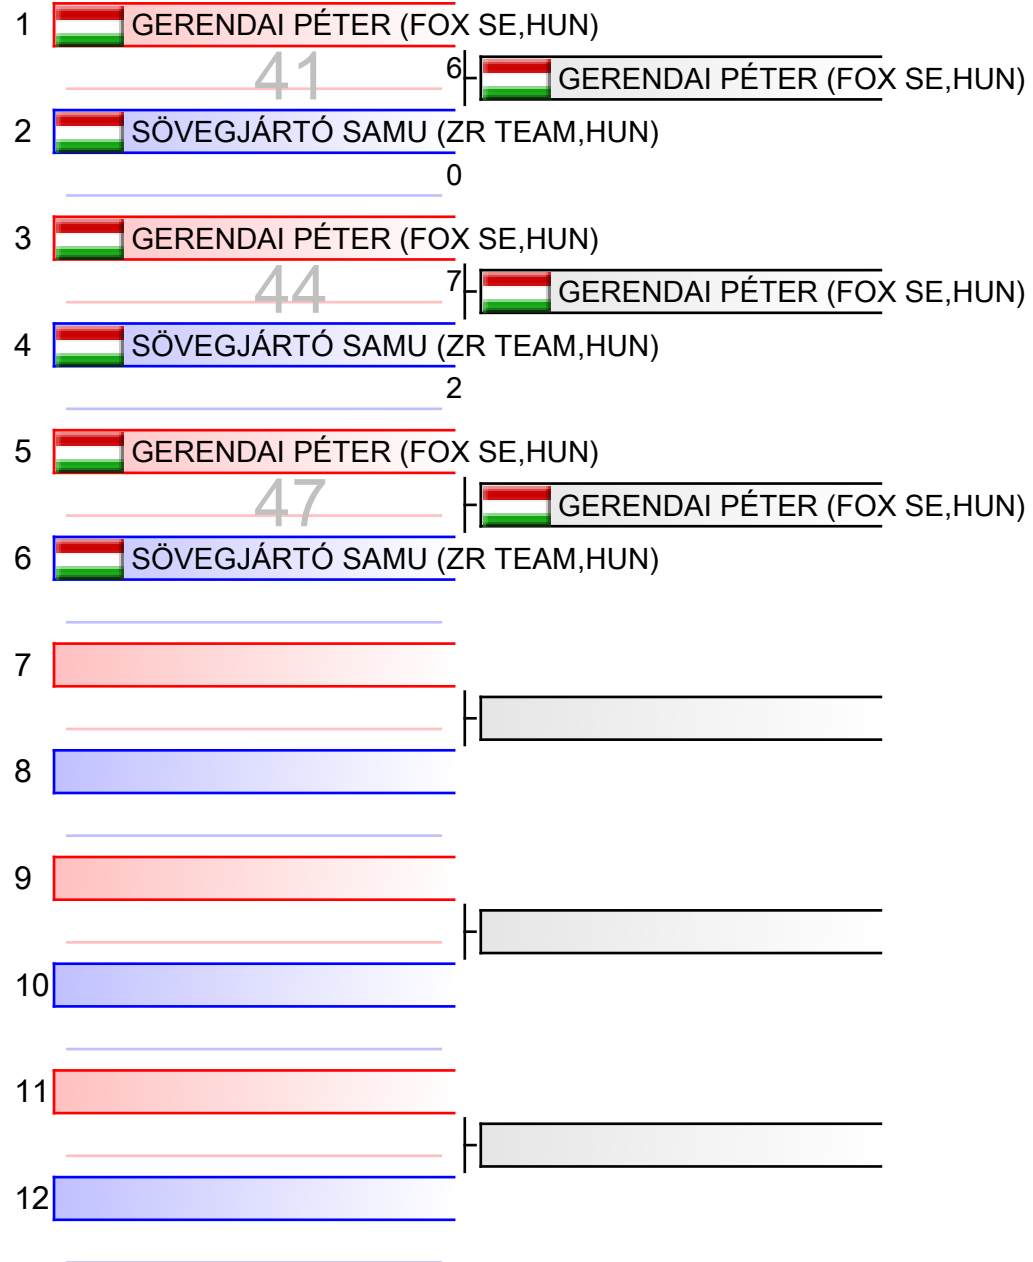 1 GERENDAI PÉTER (FOX SE,HUN)
41 6 GERENDAI PÉTER (FOX SE,HUN)
2 SÖVEGJÁRTÓ SAMU (ZR TEAM,HUN)
0
3 GERENDAI PÉTER (FOX SE,HUN)
44 7 GERENDAI PÉTER (FOX SE,HUN)
4 SÖVEGJÁRTÓ SAMU (ZR TEAM,HUN)
2
5 GERENDAI PÉTER (FOX SE,HUN)
47 GERENDAI PÉTER (FOX SE,HUN)
6 SÖVEGJÁRTÓ SAMU (ZR TEAM,HUN)
7
8
9
10
11
12